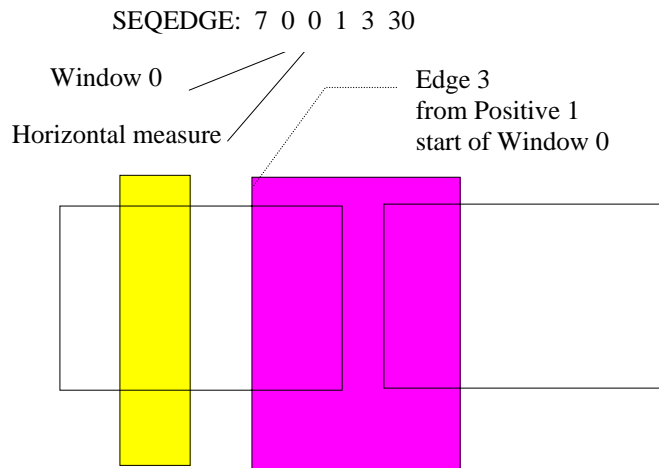 SEQEDGE: 7 0 0 1 3 30
Window 0
Horizontal measure
Edge 3
from Positive 1
start of Window 0